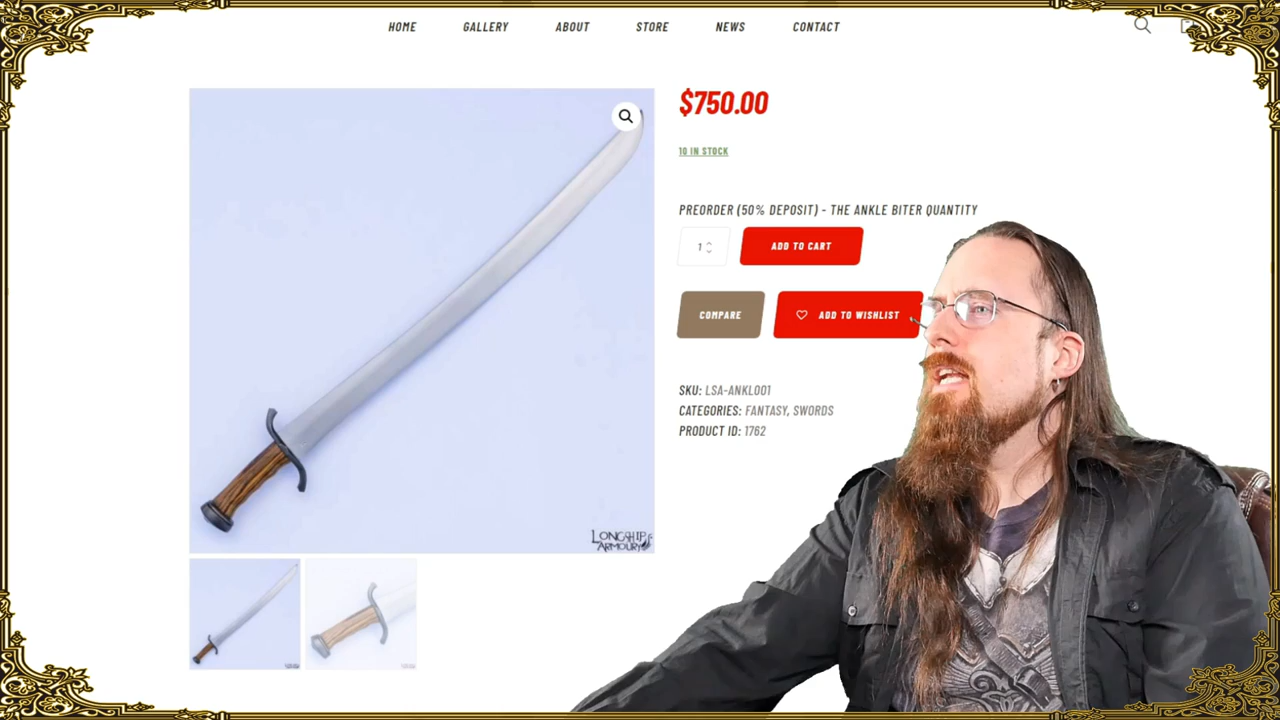 HOME GALLERY ABOUT STORE NEWS CONTACT
$750.00
10 IN STOCK
PREORDER (50% DEPOSIT) - THE ANKLE BITER QUANTITY
1 ADD TO CART
COMPARE ADD TO WISHLIST
SKU: LSA-ANKL001
CATEGORIES: FANTASY, SWORDS
PRODUCT ID: 1762
LONGSHIP
ARMOURY